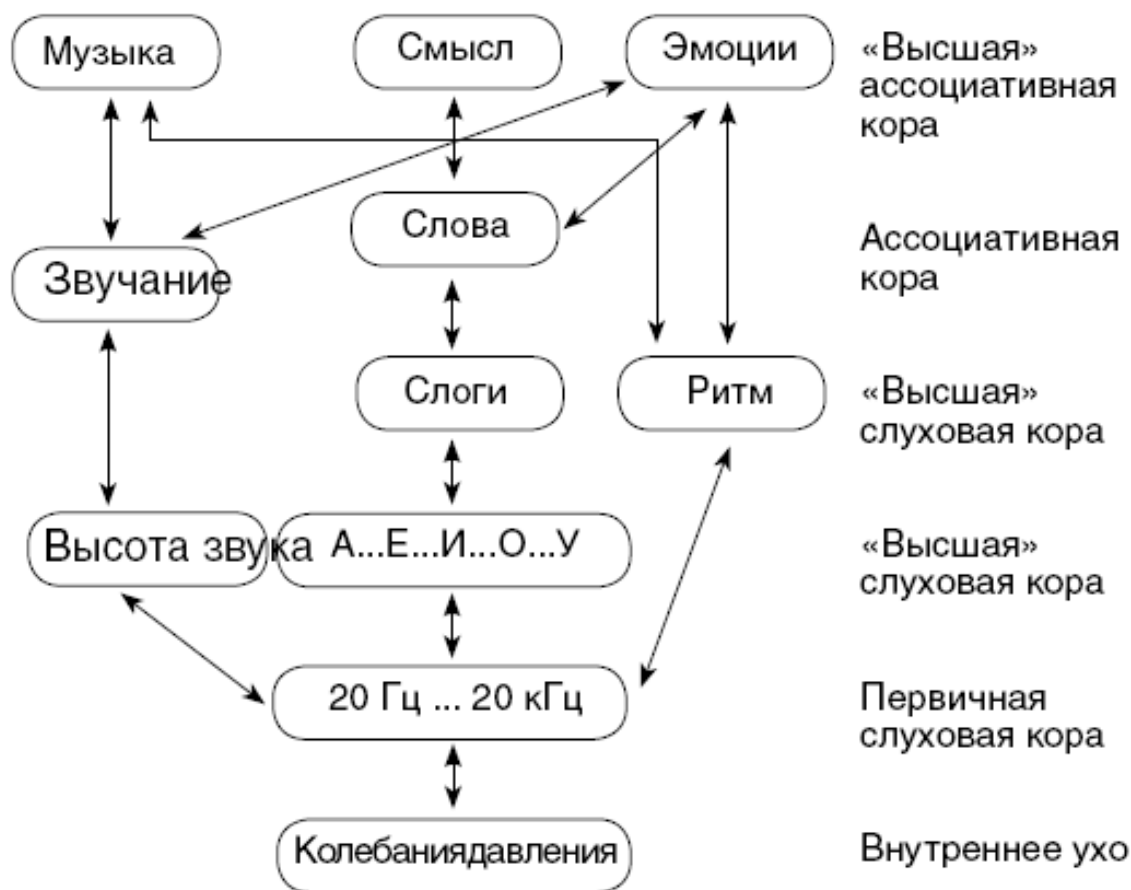 Музыка
Смысл
Эмоции
«Высшая»
ассоциативная
кора
Слова
Ассоциативная
кора
Звучание
Слоги
Ритм
«Высшая»
слуховая кора
Высота звука
А...Е...И...О...У
«Высшая»
слуховая кора
20 Гц ... 20 кГц
Первичная
слуховая кора
Колебаниядавления
Внутреннее ухо